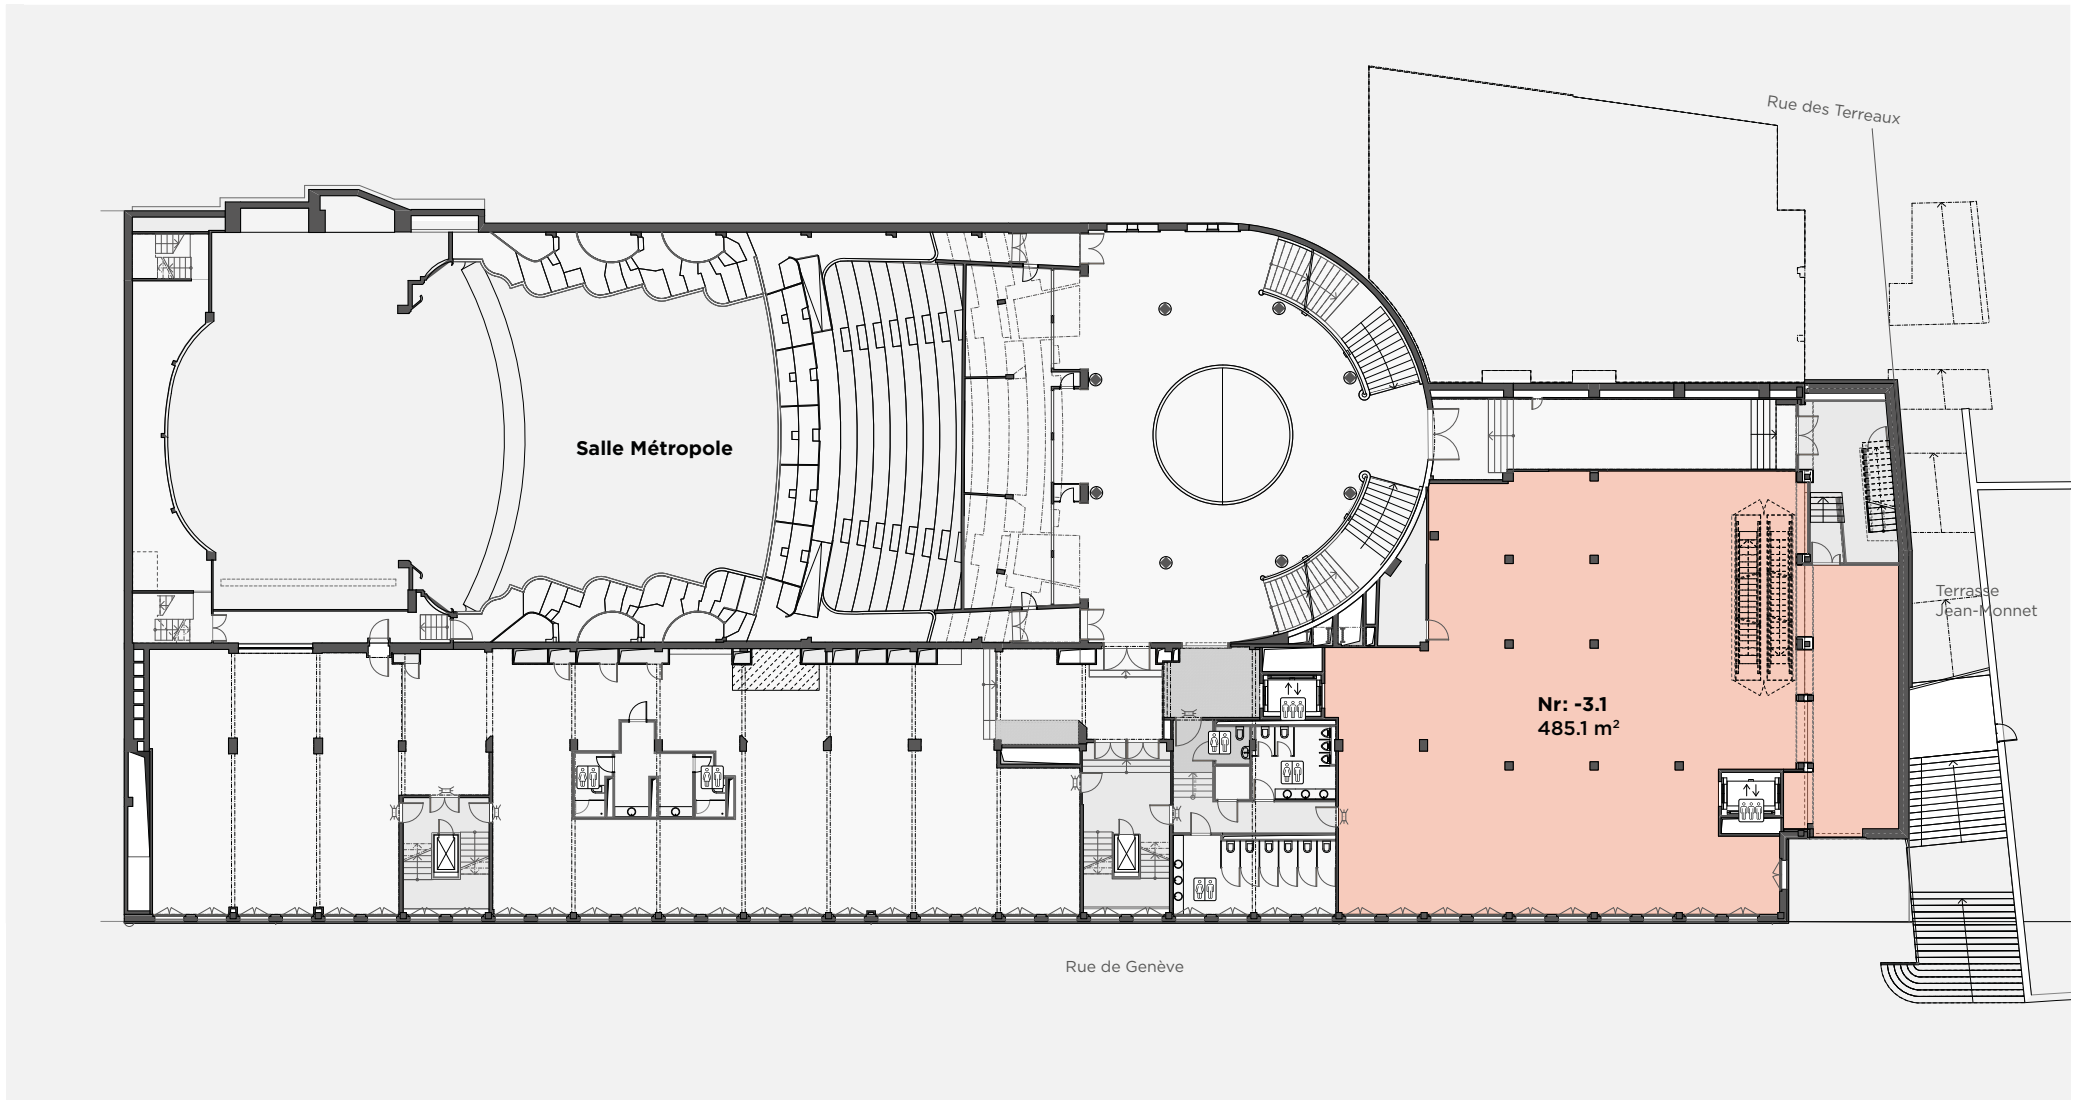 Rue des Terreaux
Salle Métropole
Terrasse
Jean-Monnet
Nr: -3.1
485.1 m²
Rue de Genève